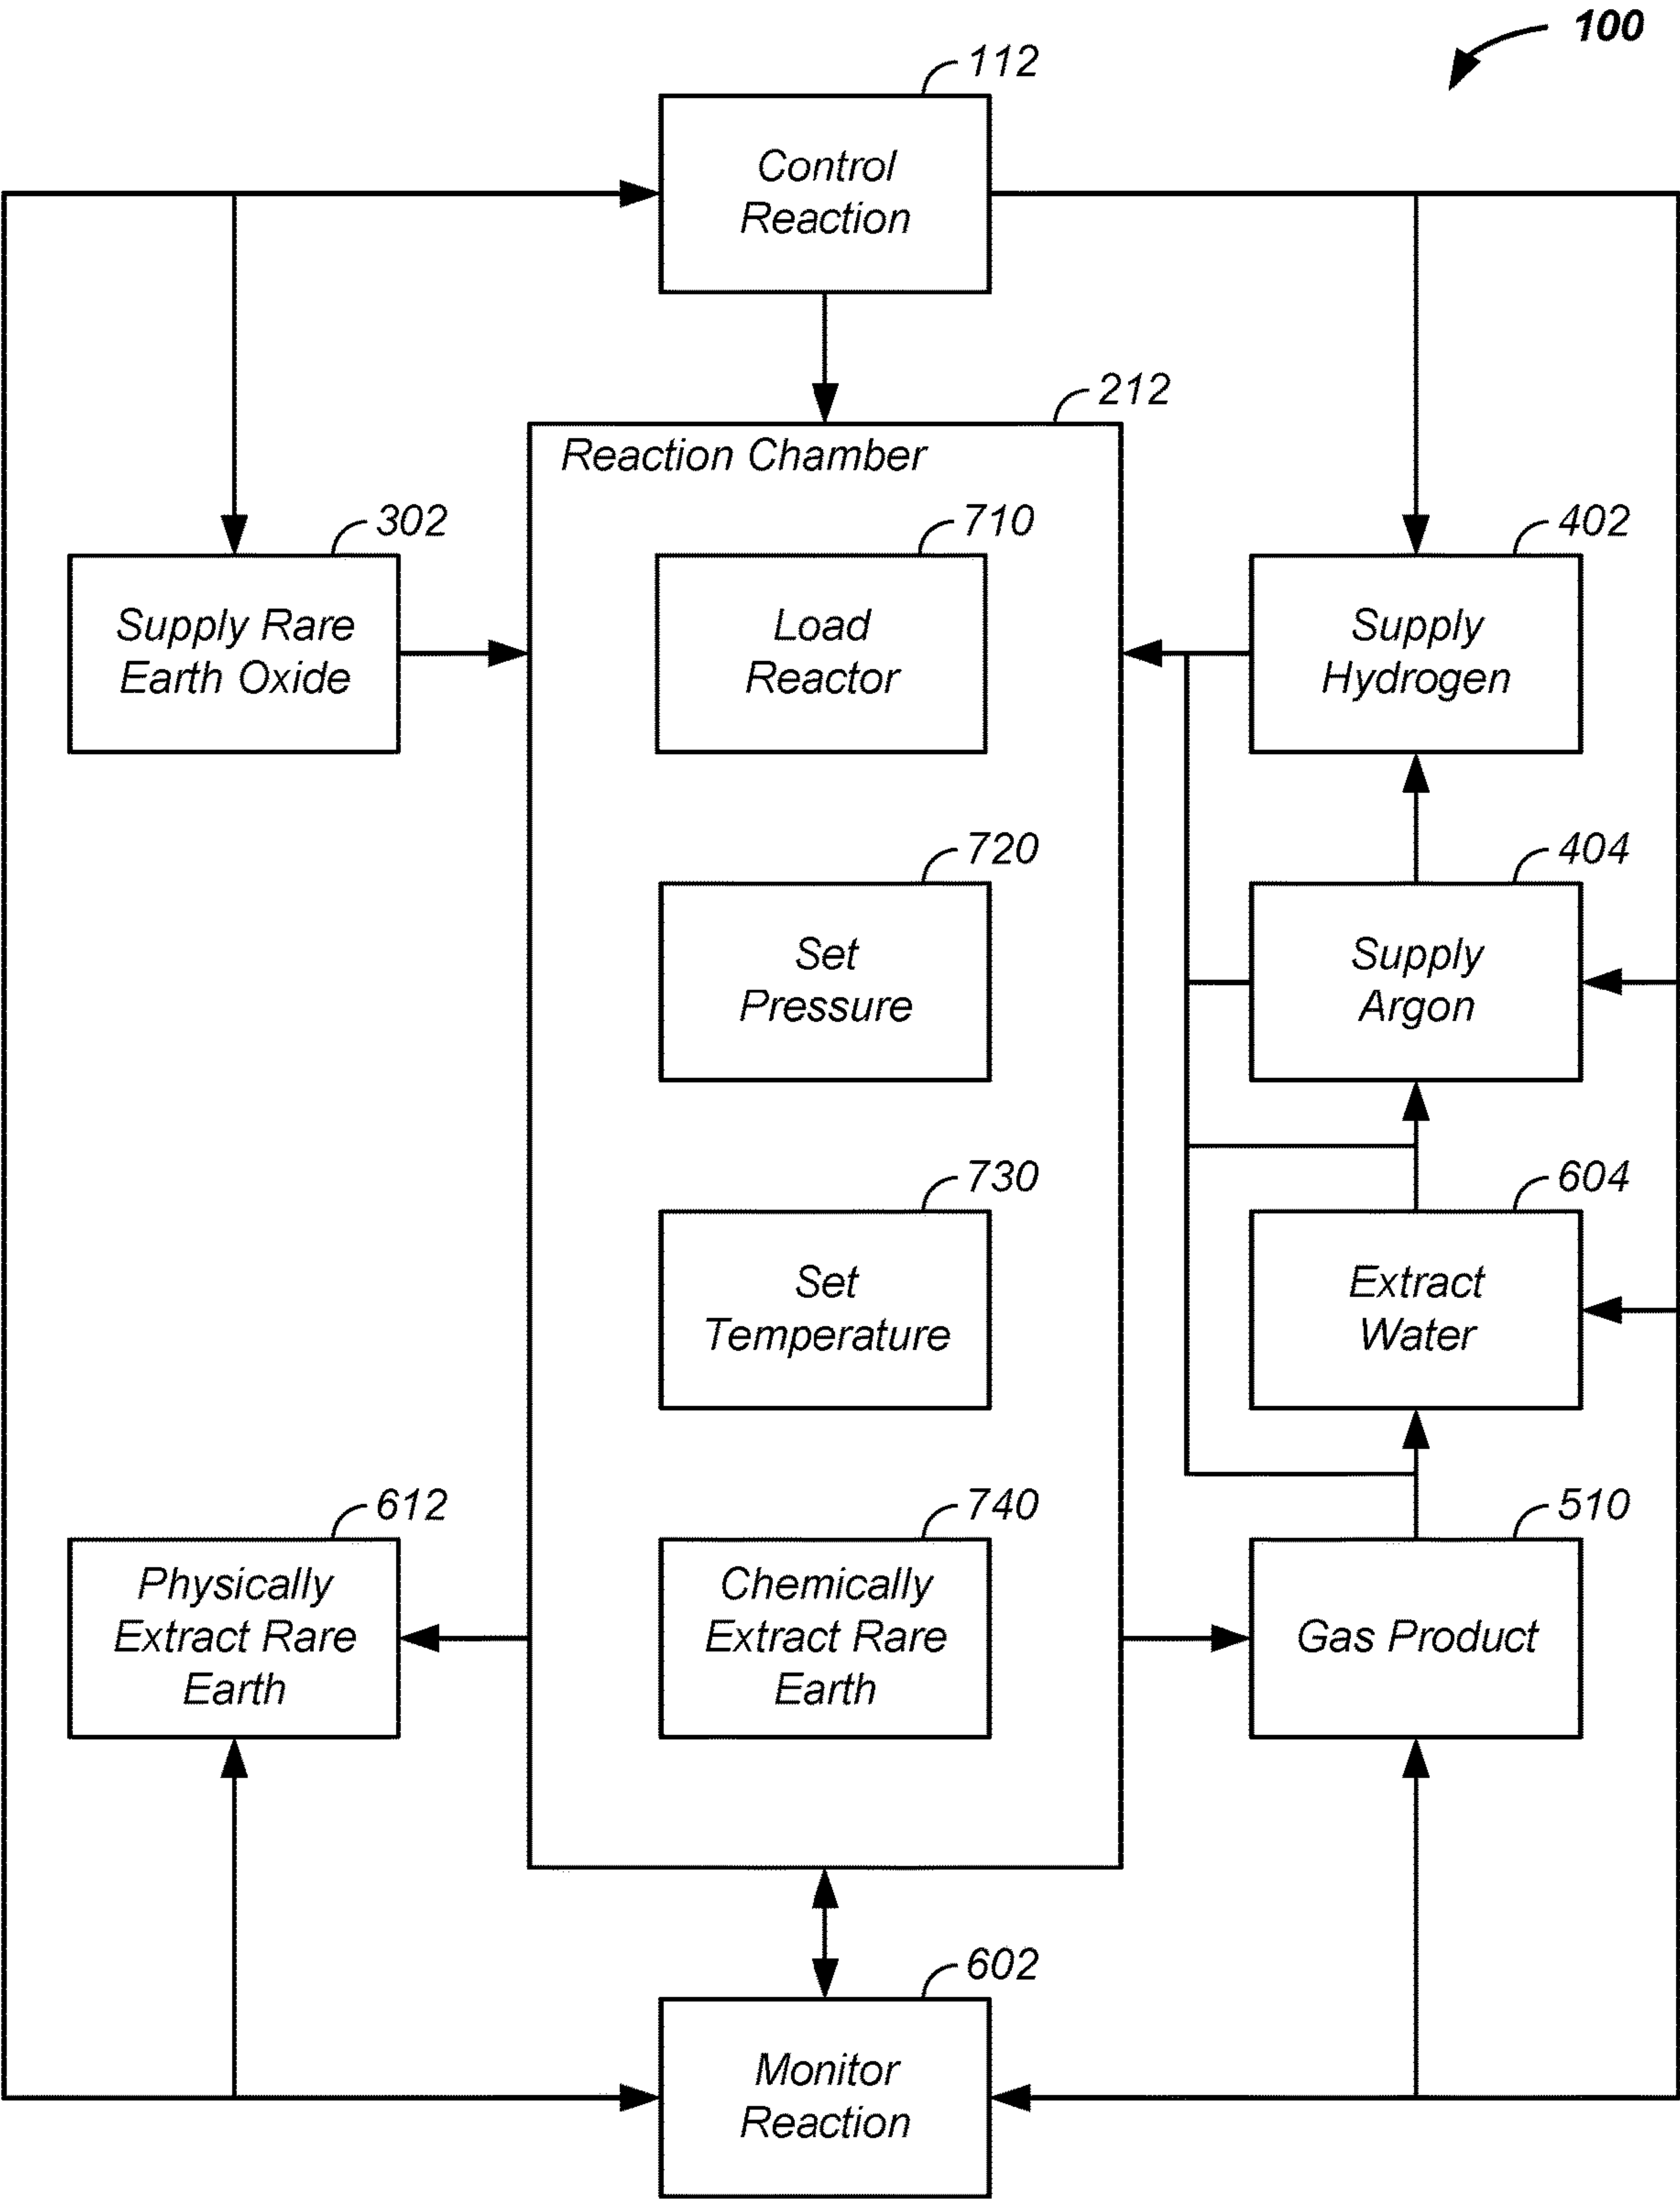 100
112
Control
Reaction
212
Reaction Chamber
302
Supply Rare
Earth Oxide
710
Load
Reactor
402
Supply
Hydrogen
720
Set
Pressure
404
Supply
Argon
730
Set
Temperature
604
Extract
Water
612
Physically
Extract Rare
Earth
740
Chemically
Extract Rare
Earth
510
Gas Product
602
Monitor
Reaction